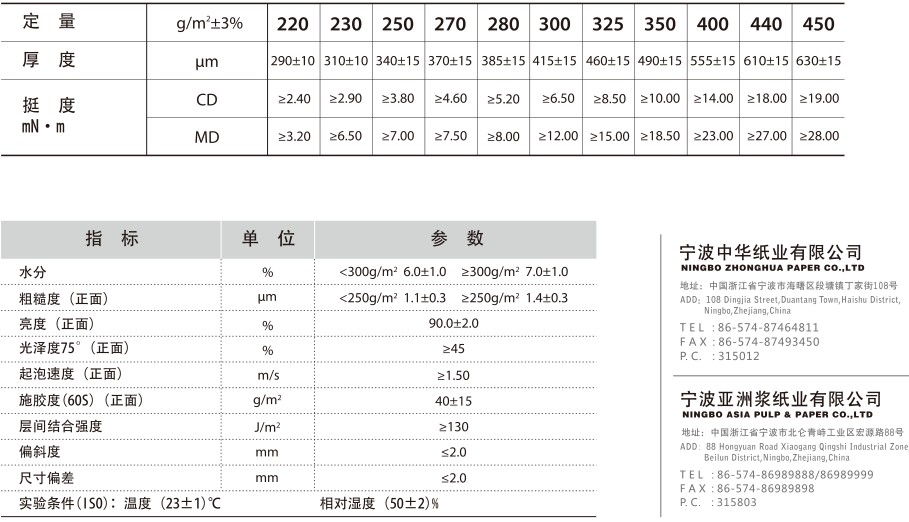 定 量 g/m²±3% 220 230 250 270 280 300 325 350 400 440 450
厚 度 μm 290±10 310±10 340±15 370±15 385±15 415±15 460±15 490±15 555±15 610±15 630±15
挺 度 mN·m CD ≥2.40 ≥2.90 ≥3.80 ≥4.60 ≥5.20 ≥6.50 ≥8.50 ≥10.00 ≥14.00 ≥18.00 ≥19.00
MD ≥3.20 ≥6.50 ≥7.00 ≥7.50 ≥8.00 ≥12.00 ≥15.00 ≥18.50 ≥23.00 ≥27.00 ≥28.00
指 标 单 位 参 数
水分 % <300g/m² 6.0±1.0 ≥300g/m² 7.0±1.0
粗糙度（正面） μm <250g/m² 1.1±0.3 ≥250g/m² 1.4±0.3
亮度（正面） % 90.0±2.0
光泽度75°（正面） % ≥45
起泡速度（正面） m/s ≥1.50
施胶度(60S)（正面） g/m² 40±15
层间结合强度 J/m² ≥130
偏斜度 mm ≤2.0
尺寸偏差 mm ≤2.0
实验条件(ISO)：温度（23±1）℃ 相对湿度（50±2）%
宁波中华纸业有限公司
NINGBO ZHONGHUA PAPER CO.,LTD
地址：中国浙江省宁波市海曙区段塘镇丁家街108号
ADD：108 Dingjia Street,Duantang Town,Haishu District,
Ningbo,Zhejiang,China
TEL :86-574-87464811
FAX :86-574-87493450
P.C. :315012
宁波亚洲浆纸业有限公司
NINGBO ASIA PULP & PAPER CO.,LTD
地址：中国浙江省宁波市北仑青峙工业区宏源路88号
ADD：88 Hongyuan Road Xiaogang Qingshi Industrial Zone
Beilun District,Ningbo,Zhejiang,China
TEL :86-574-86989888/86989999
FAX :86-574-86989898
P.C. :315803